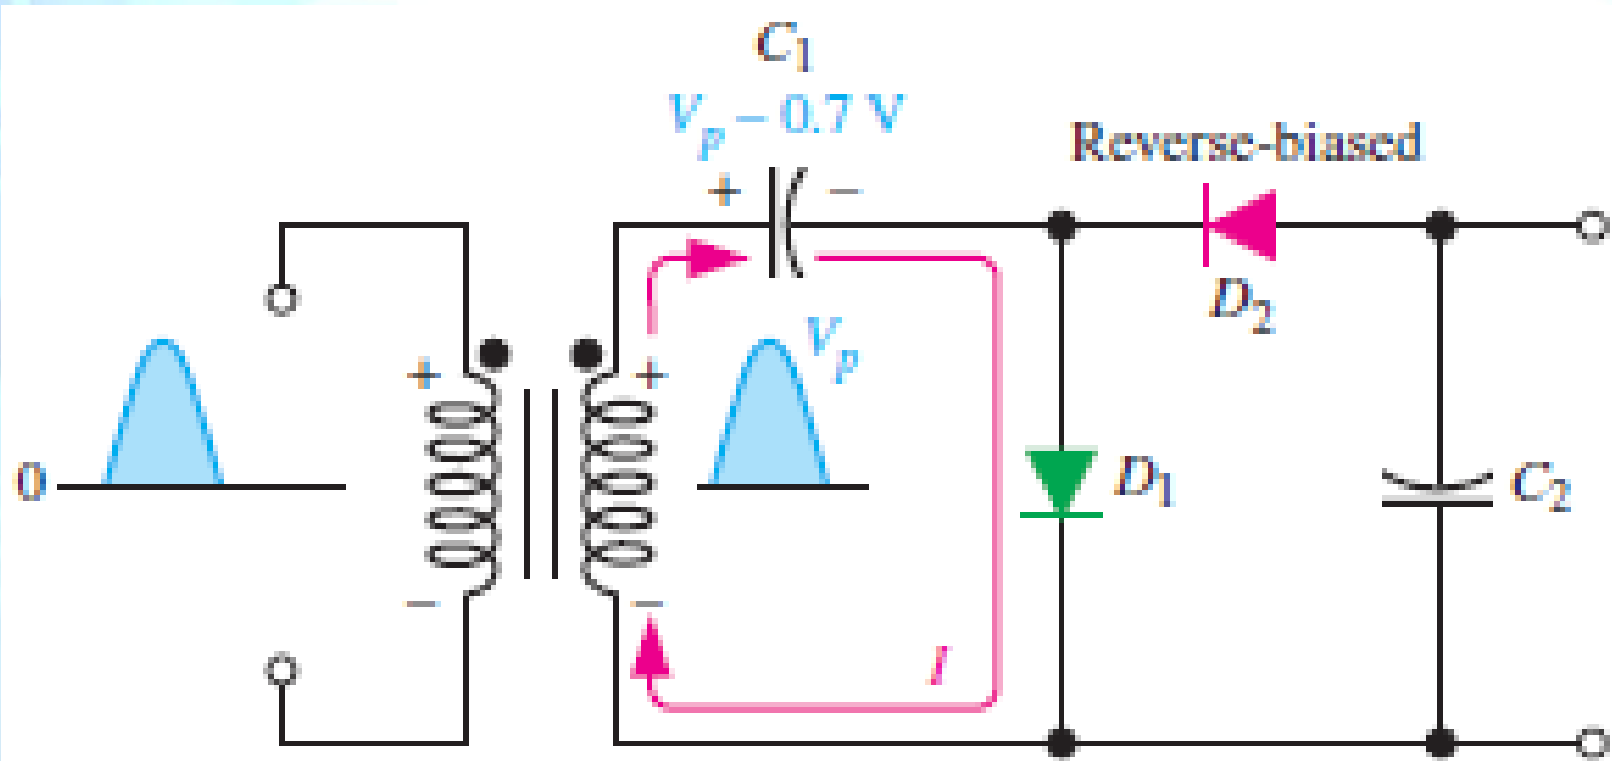 C₁
Vₚ – 0.7 V
+ –
Reverse-biased
D₂
Vₚ
+ +
0
D₁
C₂
– –
I